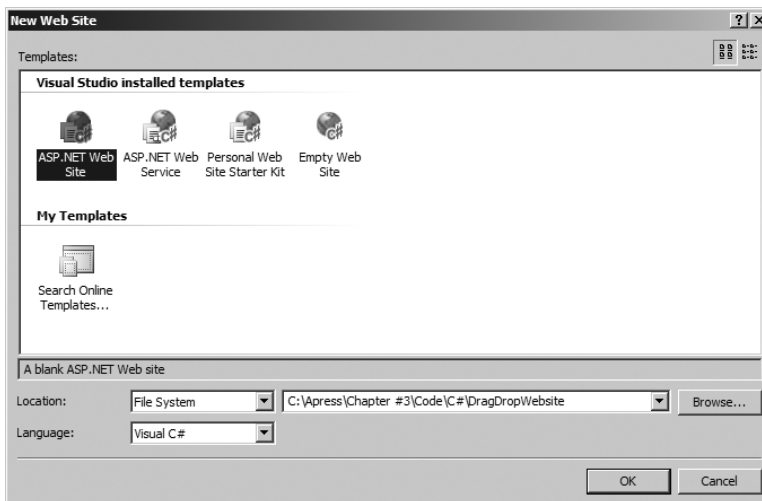 New Web Site
Templates:
Visual Studio installed templates
ASP.NET Web Site
ASP.NET Web Service
Personal Web Site Starter Kit
Empty Web Site
My Templates
Search Online Templates...
A blank ASP.NET Web site
Location:
File System
C:\Apress\Chapter #3\Code\C#\DragDropWebsite
Browse...
Language:
Visual C#
OK
Cancel